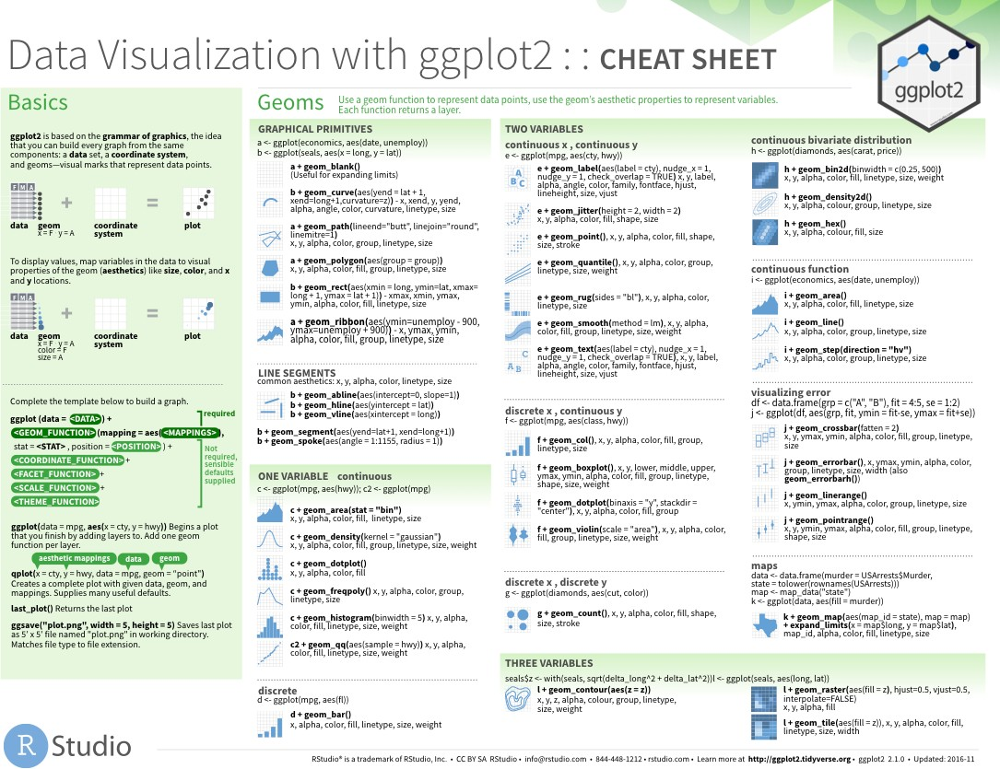 Data Visualization with ggplot2 : : CHEAT SHEET
ggplot2
Basics
ggplot2 is based on the grammar of graphics, the idea
that you can build every graph from the same
components: a data set, a coordinate system,
and geoms—visual marks that represent data points.
F M A
data geom coordinate plot
x = F y = A system
To display values, map variables in the data to visual
properties of the geom (aesthetics) like size, color, and x
and y locations.
F M A
data geom coordinate plot
x = F y = A system
color = F
size = A
Complete the template below to build a graph.
required
ggplot (data = <DATA>) +
<GEOM_FUNCTION>(mapping = aes(<MAPPINGS>),
stat = <STAT> , position = <POSITION>) +
<COORDINATE_FUNCTION>+
<FACET_FUNCTION>+
<SCALE_FUNCTION>+
<THEME_FUNCTION>
Not
required,
sensible
defaults
supplied
ggplot(data = mpg, aes(x = cty, y = hwy)) Begins a plot
that you finish by adding layers to. Add one geom
function per layer.
aesthetic mappings data geom
qplot(x = cty, y = hwy, data = mpg, geom = "point")
Creates a complete plot with given data, geom, and
mappings. Supplies many useful defaults.
last_plot() Returns the last plot
ggsave("plot.png", width = 5, height = 5) Saves last plot
as 5' x 5' file named "plot.png" in working directory.
Matches file type to file extension.
Geoms
Use a geom function to represent data points, use the geom's aesthetic properties to represent variables.
Each function returns a layer.
GRAPHICAL PRIMITIVES
a <- ggplot(economics, aes(date, unemploy))
b <- ggplot(seals, aes(x = long, y = lat))
a + geom_blank()
(Useful for expanding limits)
b + geom_curve(aes(yend = lat + 1,
xend=long+1,curvature=z)) - x, xend, y, yend,
alpha, angle, color, curvature, linetype, size
a + geom_path(lineend="butt", linejoin="round",
linemitre=1)
x, y, alpha, color, group, linetype, size
a + geom_polygon(aes(group = group))
x, y, alpha, color, fill, group, linetype, size
b + geom_rect(aes(xmin = long, ymin=lat, xmax=
long + 1, ymax = lat + 1)) - xmax, xmin, ymax,
ymin, alpha, color, fill, linetype, size
a + geom_ribbon(aes(ymin=unemploy - 900,
ymax=unemploy + 900)) - x, ymax, ymin,
alpha, color, fill, group, linetype, size
LINE SEGMENTS
common aesthetics: x, y, alpha, color, linetype, size
b + geom_abline(aes(intercept=0, slope=1))
b + geom_hline(aes(yintercept = lat))
b + geom_vline(aes(xintercept = long))
b + geom_segment(aes(yend=lat+1, xend=long+1))
b + geom_spoke(aes(angle = 1:1155, radius = 1))
ONE VARIABLE continuous
c <- ggplot(mpg, aes(hwy)); c2 <- ggplot(mpg)
c + geom_area(stat = "bin")
x, y, alpha, color, fill, linetype, size
c + geom_density(kernel = "gaussian")
x, y, alpha, color, fill, group, linetype, size, weight
c + geom_dotplot()
x, y, alpha, color, fill
c + geom_freqpoly() x, y, alpha, color, group,
linetype, size
c + geom_histogram(binwidth = 5) x, y, alpha,
color, fill, linetype, size, weight
c2 + geom_qq(aes(sample = hwy)) x, y, alpha,
color, fill, linetype, size, weight
discrete
d <- ggplot(mpg, aes(fl))
d + geom_bar()
x, alpha, color, fill, linetype, size, weight
TWO VARIABLES
continuous x , continuous y
e <- ggplot(mpg, aes(cty, hwy))
A
B C
e + geom_label(aes(label = cty), nudge_x = 1,
nudge_y = 1, check_overlap = TRUE) x, y, label,
alpha, angle, color, family, fontface, hjust,
lineheight, size, vjust
e + geom_jitter(height = 2, width = 2)
x, y, alpha, color, fill, shape, size
e + geom_point(), x, y, alpha, color, fill, shape,
size, stroke
e + geom_quantile(), x, y, alpha, color, group,
linetype, size, weight
e + geom_rug(sides = "bl"), x, y, alpha, color,
linetype, size
e + geom_smooth(method = lm), x, y, alpha,
color, fill, group, linetype, size, weight
C
A B
e + geom_text(aes(label = cty), nudge_x = 1,
nudge_y = 1, check_overlap = TRUE), x, y, label,
alpha, angle, color, family, fontface, hjust,
lineheight, size, vjust
discrete x , continuous y
f <- ggplot(mpg, aes(class, hwy))
f + geom_col(), x, y, alpha, color, fill, group,
linetype, size
f + geom_boxplot(), x, y, lower, middle, upper,
ymax, ymin, alpha, color, fill, group, linetype,
shape, size, weight
f + geom_dotplot(binaxis = "y", stackdir =
"center"), x, y, alpha, color, fill, group
f + geom_violin(scale = "area"), x, y, alpha, color,
fill, group, linetype, size, weight
discrete x , discrete y
g <- ggplot(diamonds, aes(cut, color))
g + geom_count(), x, y, alpha, color, fill, shape,
size, stroke
continuous bivariate distribution
h <- ggplot(diamonds, aes(carat, price))
h + geom_bin2d(binwidth = c(0.25, 500))
x, y, alpha, color, fill, linetype, size, weight
h + geom_density2d()
x, y, alpha, colour, group, linetype, size
h + geom_hex()
x, y, alpha, colour, fill, size
continuous function
i <- ggplot(economics, aes(date, unemploy))
i + geom_area()
x, y, alpha, color, fill, linetype, size
i + geom_line()
x, y, alpha, color, group, linetype, size
i + geom_step(direction = "hv")
x, y, alpha, color, group, linetype, size
visualizing error
df <- data.frame(grp = c("A", "B"), fit = 4:5, se = 1:2)
j <- ggplot(df, aes(grp, fit, ymin = fit-se, ymax = fit+se))
j + geom_crossbar(fatten = 2)
x, y, ymax, ymin, alpha, color, fill, group, linetype,
size
j + geom_errorbar(), x, ymax, ymin, alpha, color,
group, linetype, size, width (also
geom_errorbarh())
j + geom_linerange()
x, ymin, ymax, alpha, color, group, linetype, size
j + geom_pointrange()
x, y, ymin, ymax, alpha, color, fill, group, linetype,
shape, size
maps
data <- data.frame(murder = USArrests$Murder,
state = tolower(rownames(USArrests)))
map <- map_data("state")
k <- ggplot(data, aes(fill = murder))
k + geom_map(aes(map_id = state), map = map)
+ expand_limits(x = map$long, y = map$lat),
map_id, alpha, color, fill, linetype, size
THREE VARIABLES
seals$z <- with(seals, sqrt(delta_long^2 + delta_lat^2))l <- ggplot(seals, aes(long, lat))
l + geom_contour(aes(z = z))
x, y, z, alpha, colour, group, linetype,
size, weight
l + geom_raster(aes(fill = z), hjust=0.5, vjust=0.5,
interpolate=FALSE)
x, y, alpha, fill
l + geom_tile(aes(fill = z)), x, y, alpha, color, fill,
linetype, size, width
R Studio
RStudio® is a trademark of RStudio, Inc. • CC BY SA RStudio • info@rstudio.com • 844-448-1212 • rstudio.com • Learn more at http://ggplot2.tidyverse.org • ggplot2 2.1.0 • Updated: 2016-11